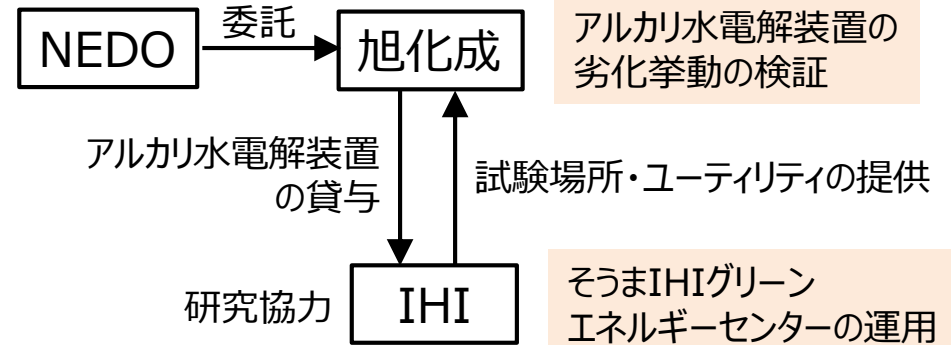 NEDO
委託
旭化成
アルカリ水電解装置の
劣化挙動の検証
アルカリ水電解装置
の貸与
試験場所・ユーティリティの提供
研究協力
IHI
そうまIHIグリーン
エネルギーセンターの運用